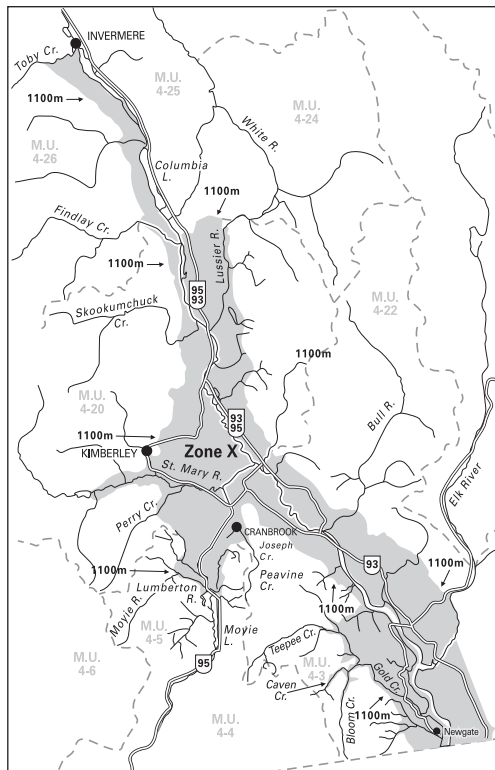 INVERMERE
Toby Cr.
M.U.
4-25
1100m
M.U.
4-24
White R.
M.U.
4-26
Columbia
L.
Findlay Cr.
1100m
1100m
Lussier R.
95
93
Skookumchuck
Cr.
M.U.
4-22
1100m
M.U.
4-20
93
95
Bull R.
1100m
KIMBERLEY
Zone X
St. Mary R.
Elk River
Perry Cr.
CRANBROOK
Joseph
Cr.
93
1100m
1100m
Peavine
Cr.
Lumberton
R.
1100m
Moyie R.
M.U.
4-5
Moyie
L.
Teepee Cr.
M.U.
4-6
95
M.U.
4-3
Gold Cr.
Caven
Cr.
Bloom Cr.
1100m
M.U.
4-4
Newgate